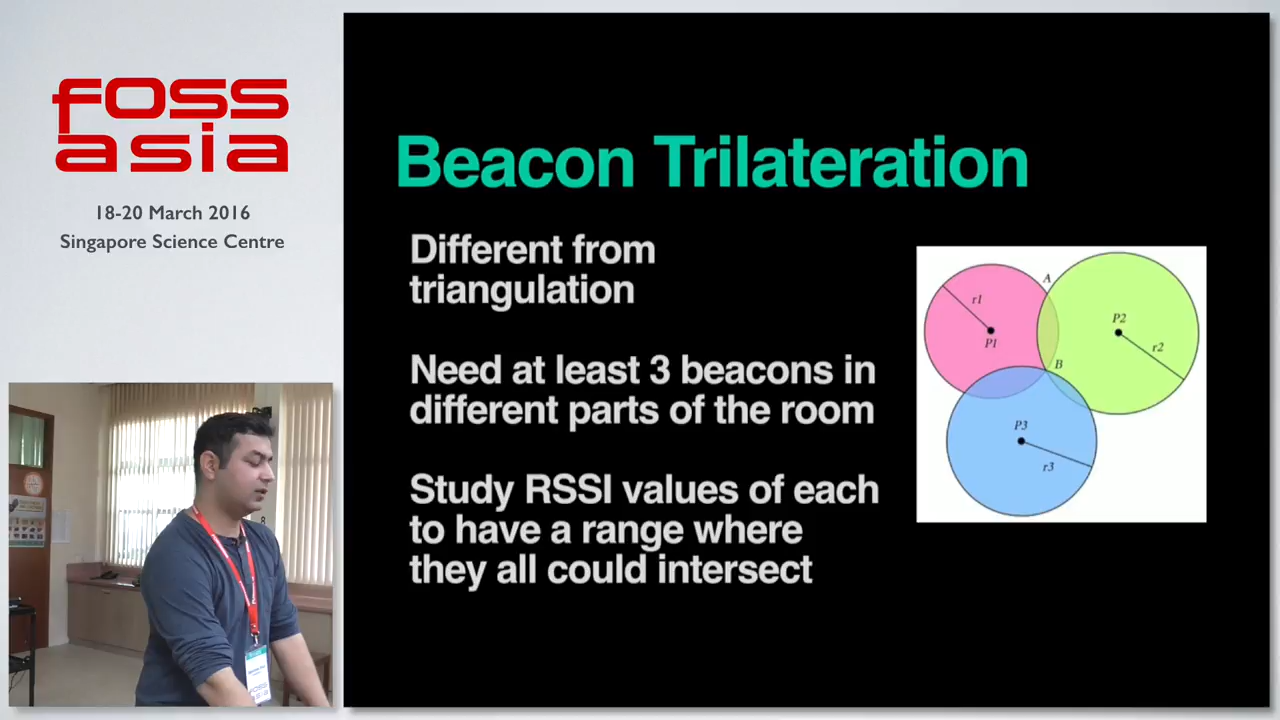 foss
asia
18-20 March 2016
Singapore Science Centre
Beacon Trilateration
Different from
triangulation
Need at least 3 beacons in
different parts of the room
Study RSSI values of each
to have a range where
they all could intersect
A
r1
P1
P2
r2
B
P3
r3
8